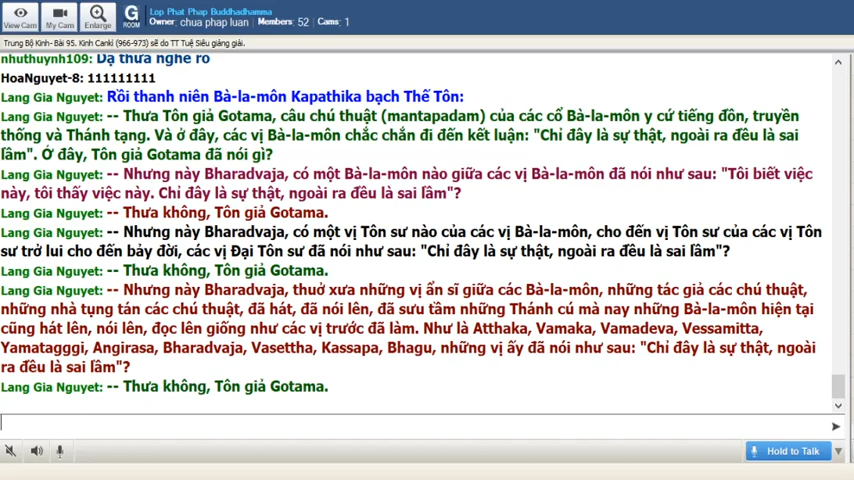 Lop Phat Phap Buddhadhamma
Owner: chua phap luan Members: 52 Cams: 1
View Cam My Cam Enlarge G ROOM
Trung Bộ Kinh- Bài 95. Kinh Canki (966-973) sẽ do TT Tuệ Siêu giảng giải.
nhuthuynh109: Dạ thưa nghe rõ
HoaNguyet-8: 111111111
Lang Gia Nguyet: Rồi thanh niên Bà-la-môn Kapathika bạch Thế Tôn:
Lang Gia Nguyet: -- Thưa Tôn giả Gotama, câu chú thuật (mantapadam) của các cổ Bà-la-môn y cứ tiếng đồn, truyền
thống và Thánh tạng. Và ở đây, các vị Bà-la-môn chắc chắn đi đến kết luận: "Chỉ đây là sự thật, ngoài ra đều là sai
lầm". Ở đây, Tôn giả Gotama đã nói gì?
Lang Gia Nguyet: -- Nhưng này Bharadvaja, có một Bà-la-môn nào giữa các vị Bà-la-môn đã nói như sau: "Tôi biết việc
này, tôi thấy việc này. Chỉ đây là sự thật, ngoài ra đều là sai lầm"?
Lang Gia Nguyet: -- Thưa không, Tôn giả Gotama.
Lang Gia Nguyet: -- Nhưng này Bharadvaja, có một vị Tôn sư nào của các vị Bà-la-môn, cho đến vị Tôn sư của các vị Tôn
sư trở lui cho đến bảy đời, các vị Đại Tôn sư đã nói như sau: "Chỉ đây là sự thật, ngoài ra đều là sai lầm"?
Lang Gia Nguyet: -- Thưa không, Tôn giả Gotama.
Lang Gia Nguyet: -- Nhưng này Bharadvaja, thuở xưa những vị ẩn sĩ giữa các Bà-la-môn, những tác giả các chú thuật,
những nhà tụng tán các chú thuật, đã hát, đã nói lên, đã sưu tầm những Thánh cú mà nay những Bà-la-môn hiện tại
cũng hát lên, nói lên, đọc lên giống như các vị trước đã làm. Như là Atthaka, Vamaka, Vamadeva, Vessamitta,
Yamatagggi, Angirasa, Bharadvaja, Vasettha, Kassapa, Bhagu, những vị ấy đã nói như sau: "Chỉ đây là sự thật, ngoài
ra đều là sai lầm"?
Lang Gia Nguyet: -- Thưa không, Tôn giả Gotama.
Hold to Talk